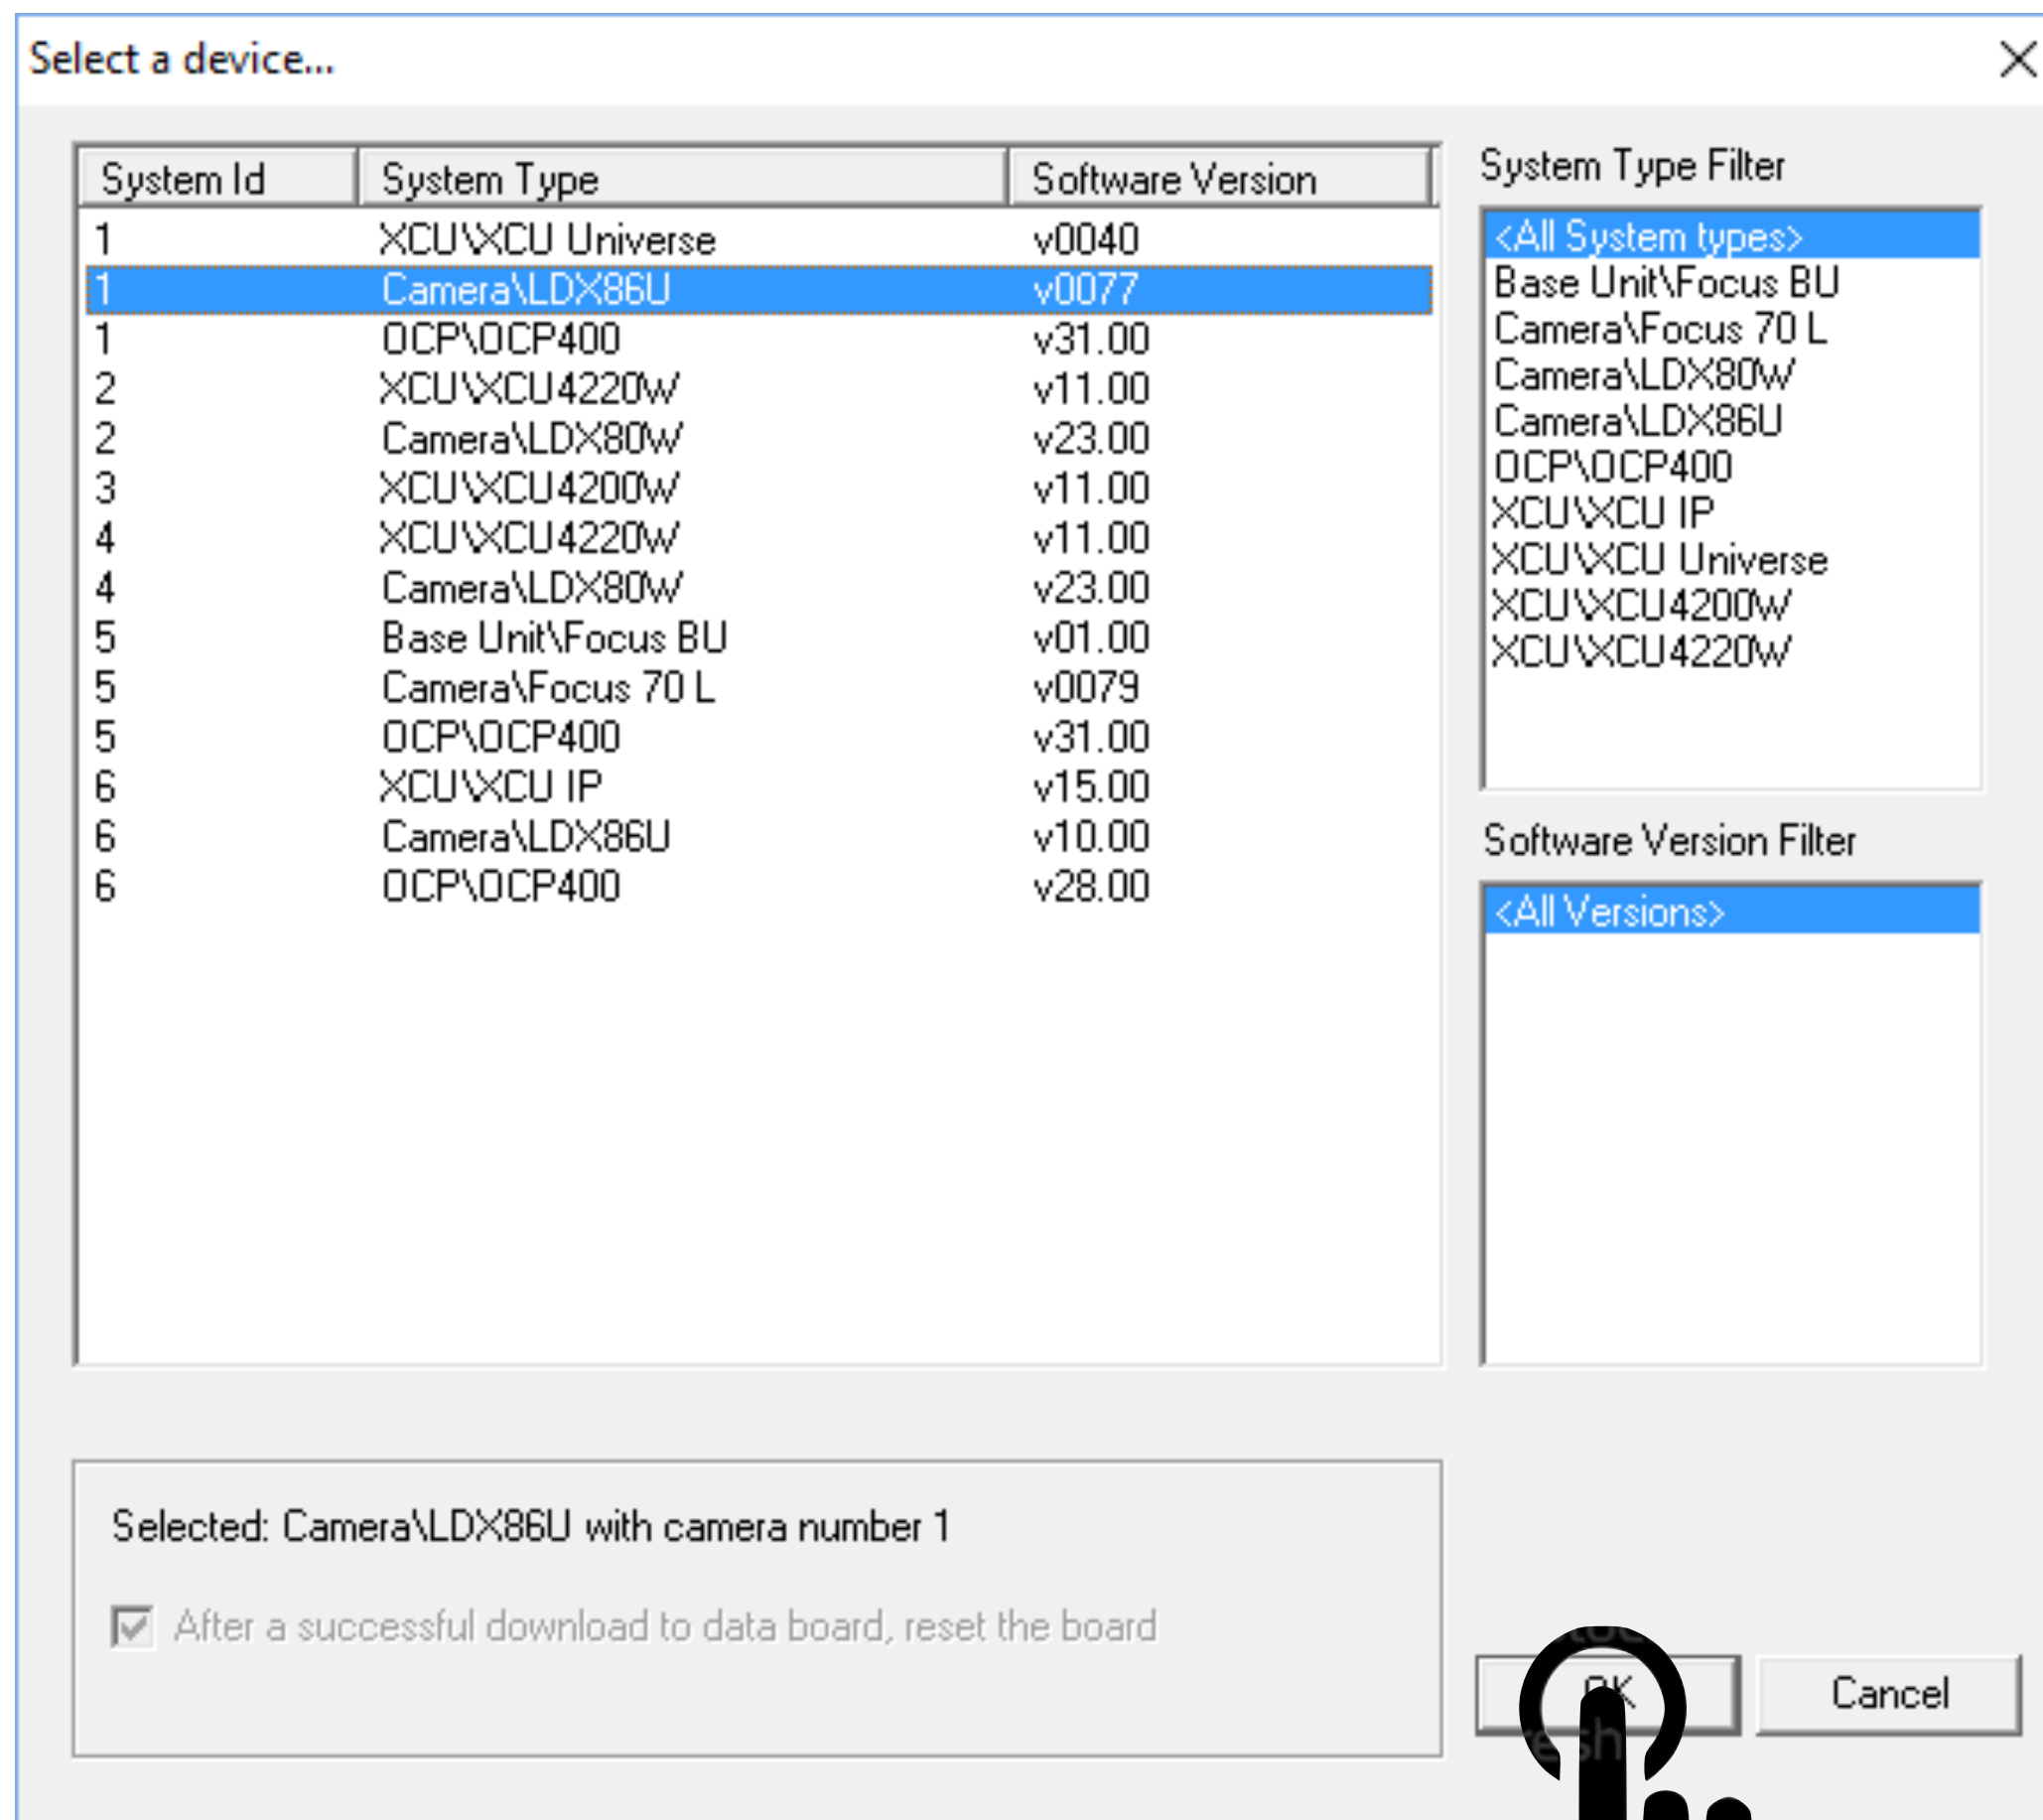 Select a device...
System Id System Type Software Version
1 XCU\XCU Universe v0040
1 Camera\LDX86U v0077
1 OCP\OCP400 v31.00
2 XCU\XCU4220W v11.00
2 Camera\LDX80W v23.00
3 XCU\XCU4200W v11.00
4 XCU\XCU4220W v11.00
4 Camera\LDX80W v23.00
5 Base Unit\Focus BU v01.00
5 Camera\Focus 70 L v0079
5 OCP\OCP400 v31.00
6 XCU\XCU IP v15.00
6 Camera\LDX86U v10.00
6 OCP\OCP400 v28.00
System Type Filter
<All System types>
Base Unit\Focus BU
Camera\Focus 70 L
Camera\LDX80W
Camera\LDX86U
OCP\OCP400
XCU\XCU IP
XCU\XCU Universe
XCU\XCU4200W
XCU\XCU4220W
Software Version Filter
<All Versions>
Selected: Camera\LDX86U with camera number 1
After a successful download to data board, reset the board
OK Cancel